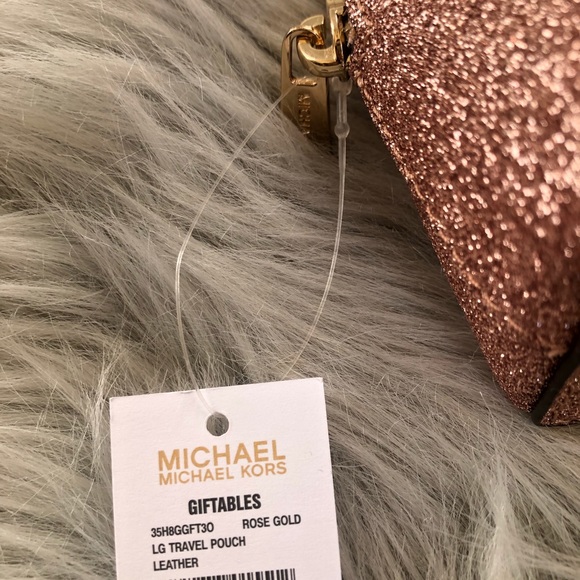 MICHAEL
MICHAEL KORS
GIFTABLES
35H8GGFT3O ROSE GOLD
LG TRAVEL POUCH
LEATHER